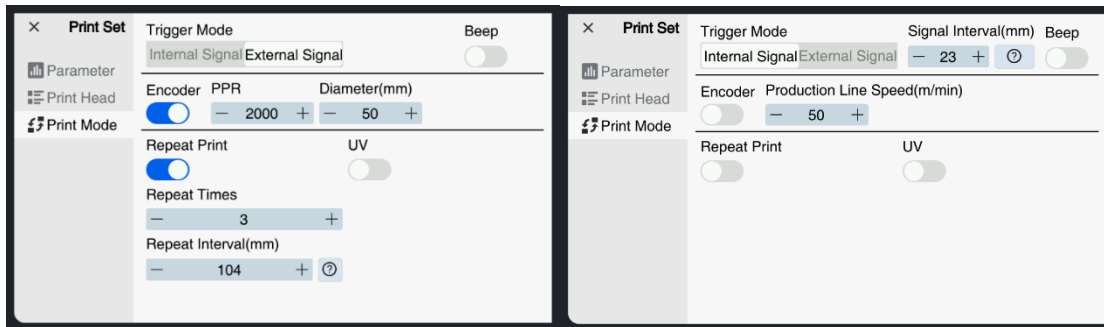 × Print Set
Parameter
Print Head
Print Mode
Trigger Mode Beep
Internal Signal External Signal
Encoder PPR Diameter(mm)
− 2000 + − 50 +
Repeat Print UV
Repeat Times
− 3 +
Repeat Interval(mm)
− 104 + ?
× Print Set
Parameter
Print Head
Print Mode
Trigger Mode Signal Interval(mm) Beep
Internal Signal External Signal − 23 + ?
Encoder Production Line Speed(m/min)
− 50 +
Repeat Print UV